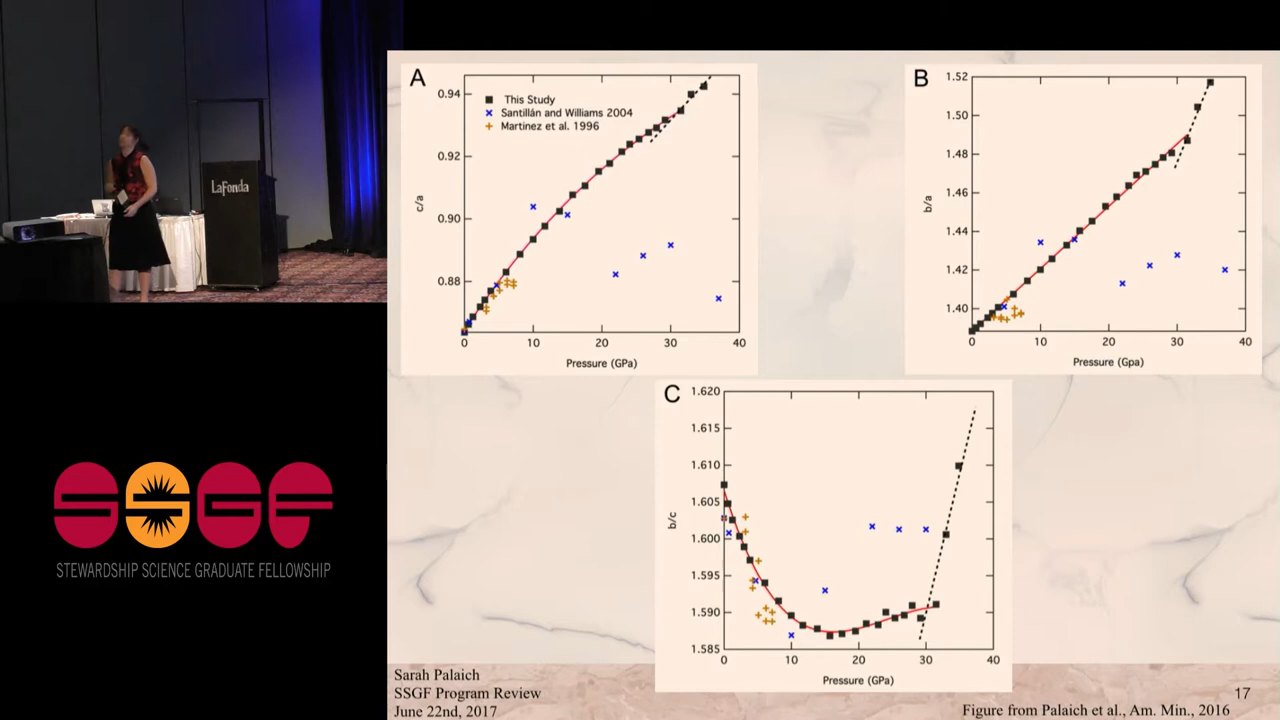 LaFonda
SSGF
STEWARDSHIP SCIENCE GRADUATE FELLOWSHIP
A
0.94
0.92
0.90
0.88
c/a
This Study
Santillán and Williams 2004
Martinez et al. 1996
0
10
20
30
40
Pressure (GPa)
B
1.52
1.50
1.48
1.46
1.44
1.42
1.40
b/a
0
10
20
30
40
Pressure (Gpa)
C
1.620
1.615
1.610
1.605
1.600
1.595
1.590
1.585
b/c
0
10
20
30
40
Pressure (GPa)
Sarah Palaich
SSGF Program Review
June 22nd, 2017
17
Figure from Palaich et al., Am. Min., 2016